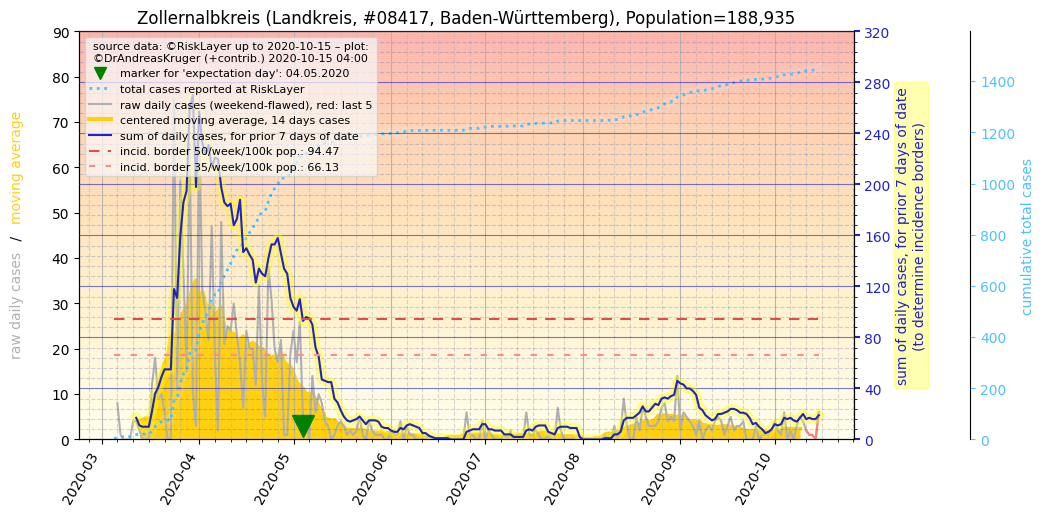 Zollernalbkreis (Landkreis, #08417, Baden-Württemberg), Population=188,935
source data: ©RiskLayer up to 2020-10-15 – plot:
©DrAndreasKruger (+contrib.) 2020-10-15 04:00
marker for 'expectation day': 04.05.2020
total cases reported at RiskLayer
raw daily cases (weekend-flawed), red: last 5
centered moving average, 14 days cases
sum of daily cases, for prior 7 days of date
incid. border 50/week/100k pop.: 94.47
incid. border 35/week/100k pop.: 66.13
raw daily cases / moving average
90
80
70
60
50
40
30
20
10
0
2020-03
2020-04
2020-05
2020-06
2020-07
2020-08
2020-09
2020-10
320
280
240
200
160
120
80
40
0
sum of daily cases, for prior 7 days of date
(to determine incidence borders)
1400
1200
1000
800
600
400
200
0
cumulative total cases